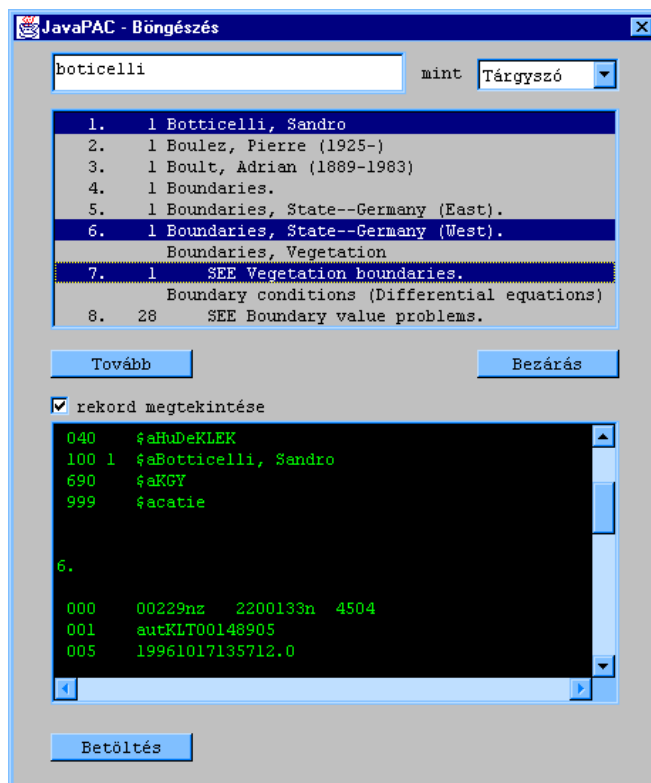 JavaPAC - Böngészés
boticelli mint Tárgyszó
1. 1 Botticelli, Sandro
2. 1 Boulez, Pierre (1925-)
3. 1 Boult, Adrian (1889-1983)
4. 1 Boundaries.
5. 1 Boundaries, State--Germany (East).
6. 1 Boundaries, State--Germany (West).
Boundaries, Vegetation
7. 1 SEE Vegetation boundaries.
Boundary conditions (Differential equations)
8. 28 SEE Boundary value problems.
Tovább Bezárás
rekord megtekintése
040 $aHuDeKLEK
100 1 $aBotticelli, Sandro
690 $aKGY
999 $acatie
6.
000 00229nz 2200133n 4504
001 autKLT00148905
005 19961017135712.0
Betöltés